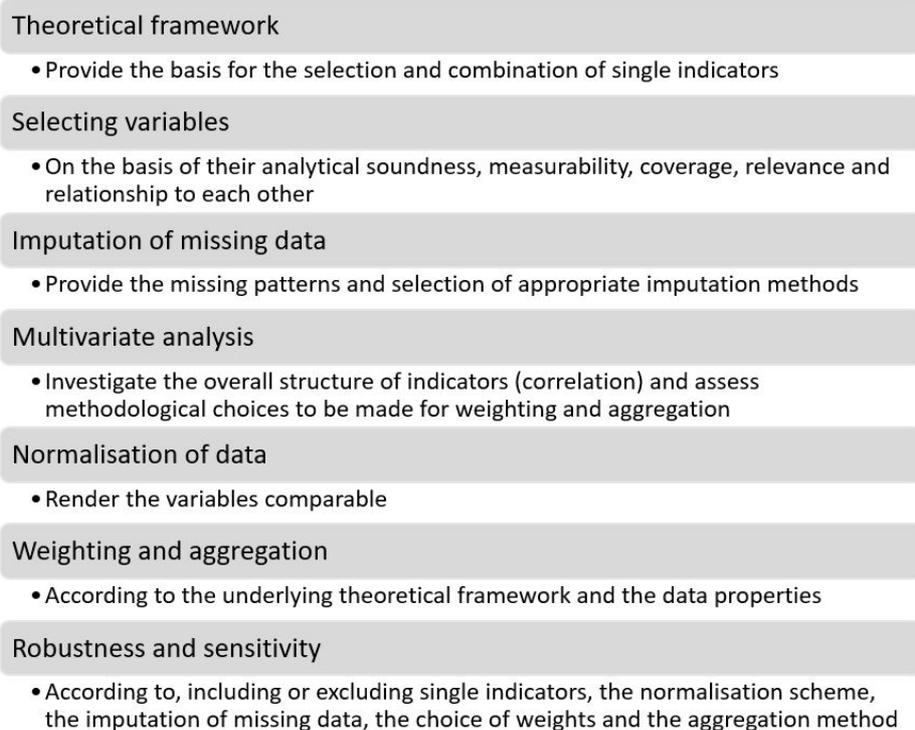 Theoretical framework
• Provide the basis for the selection and combination of single indicators
Selecting variables
• On the basis of their analytical soundness, measurability, coverage, relevance and
relationship to each other
Imputation of missing data
• Provide the missing patterns and selection of appropriate imputation methods
Multivariate analysis
• Investigate the overall structure of indicators (correlation) and assess
methodological choices to be made for weighting and aggregation
Normalisation of data
• Render the variables comparable
Weighting and aggregation
• According to the underlying theoretical framework and the data properties
Robustness and sensitivity
• According to, including or excluding single indicators, the normalisation scheme,
the imputation of missing data, the choice of weights and the aggregation method